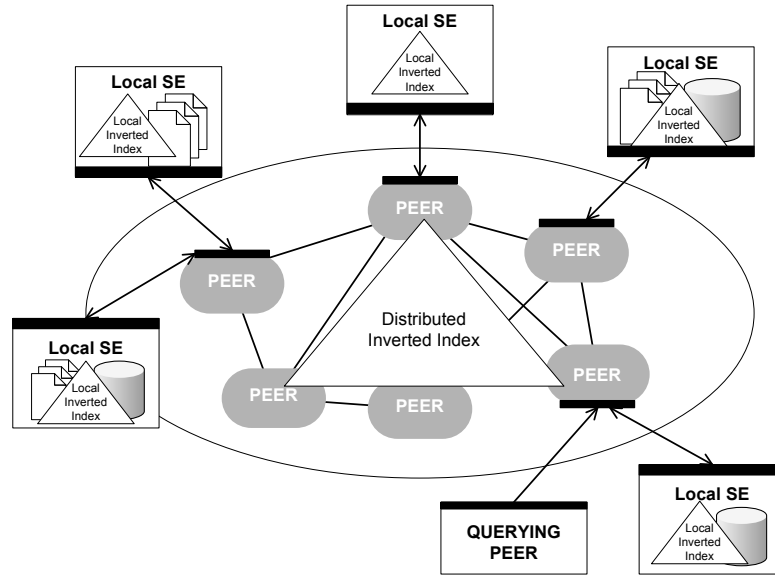 Local SE
Local
Inverted
Index
Local SE
Local
Inverted
Index
Local SE
Local
Inverted
Index
PEER
PEER
PEER
Distributed
Inverted Index
Local SE
Local
Inverted
Index
PEER
PEER
PEER
QUERYING
PEER
Local SE
Local
Inverted
Index